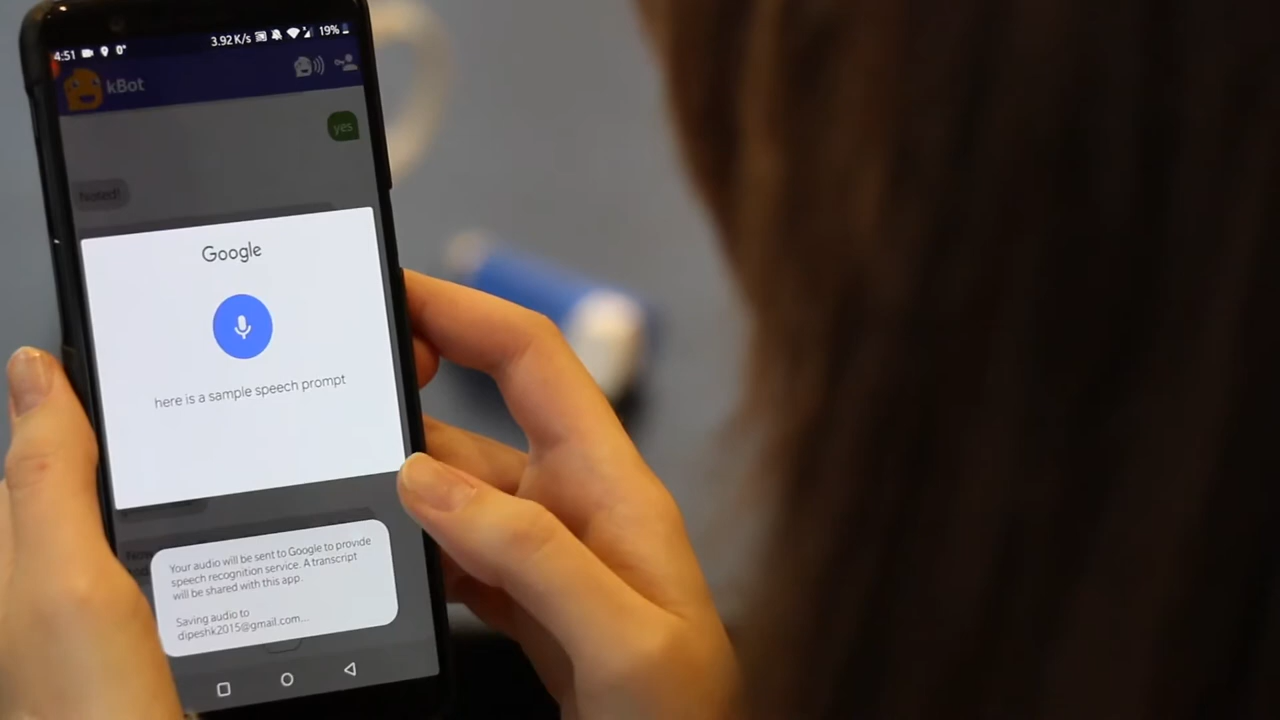 4:51 0° 3.92 K/s 19%
kBot
yes
Noted!
Google
here is a sample speech prompt
Your audio will be sent to Google to provide
speech recognition service. A transcript
will be shared with this app.
Saving audio to
dipeshk2015@gmail.com...